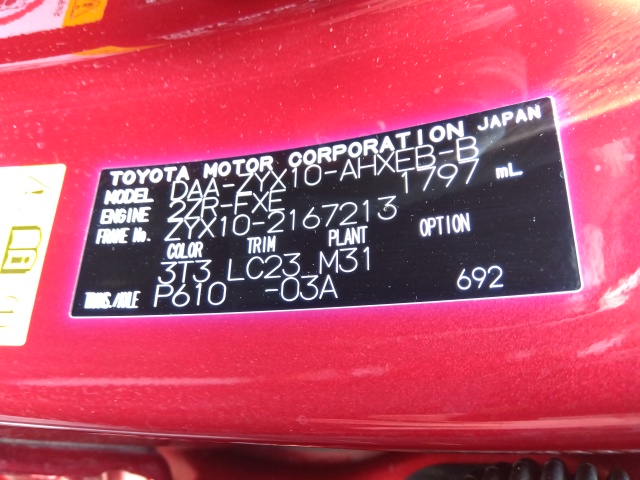 TOYOTA MOTOR CORPORATION JAPAN
MODEL DAA-ZYX10-AHXEB-B
ENGINE 2ZR-FXE 1797 mL
FRAME No. ZYX10-2167213
COLOR TRIM PLANT OPTION
3T3 LC23 M31
TRANS./AXLE P610 -03A 692